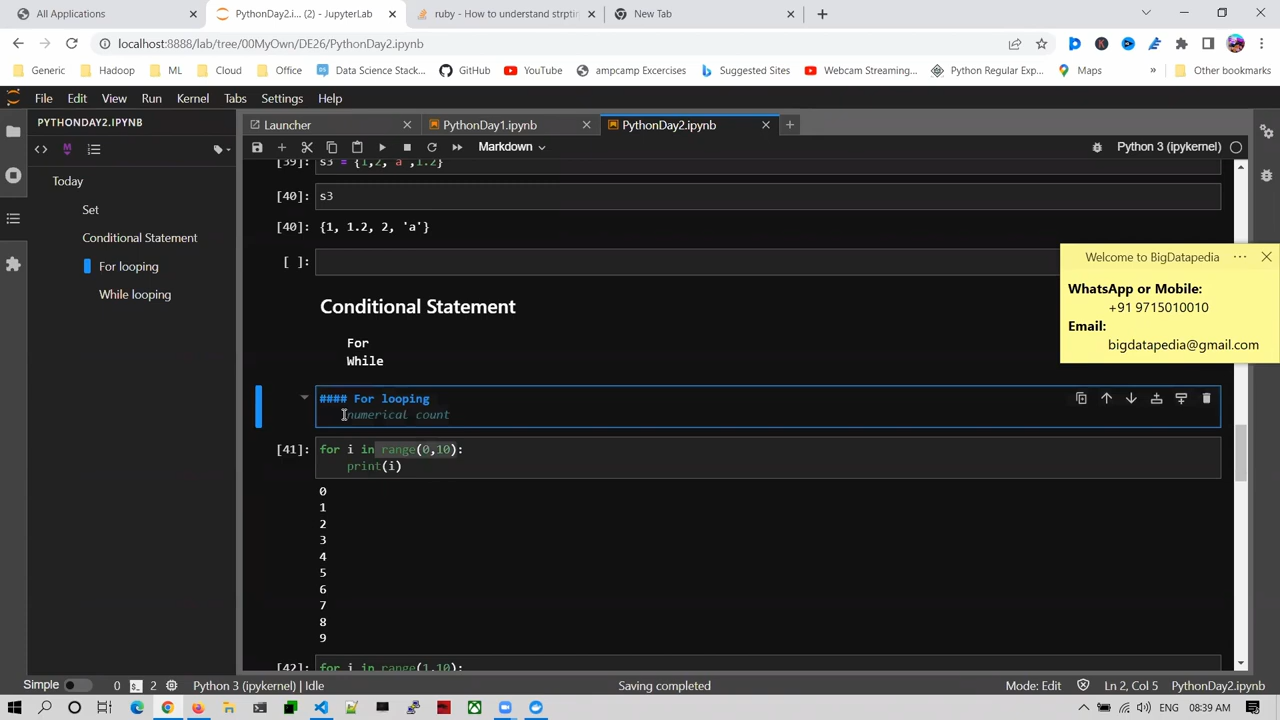 All Applications
PythonDay2.i... (2) - JupyterLab
ruby - How to understand strptin
New Tab
localhost:8888/lab/tree/00MyOwn/DE26/PythonDay2.ipynb
Generic
Hadoop
ML
Cloud
Office
Data Science Stack...
GitHub
YouTube
ampcamp Excercises
Suggested Sites
Webcam Streaming...
Python Regular Exp...
Maps
»
Other bookmarks
File
Edit
View
Run
Kernel
Tabs
Settings
Help
PYTHONDAY2.IPYNB
Launcher
PythonDay1.ipynb
PythonDay2.ipynb
Markdown
Python 3 (ipykernel)
Today
Set
Conditional Statement
For looping
While looping
[39]: s3 = {1,2,'a',1.2}
[40]: s3
[40]: {1, 1.2, 2, 'a'}
[ ]:
Welcome to BigDatapedia
WhatsApp or Mobile:
+91 9715010010
Email:
bigdatapedia@gmail.com
Conditional Statement
For
While
#### For looping
numerical count
[41]: for i in range(0,10):
print(i)
0
1
2
3
4
5
6
7
8
9
[42]: for i in range(1,10):
Simple
0
2
Python 3 (ipykernel) | Idle
Saving completed
Mode: Edit
Ln 2, Col 5
PythonDay2.ipynb
ENG
08:39 AM